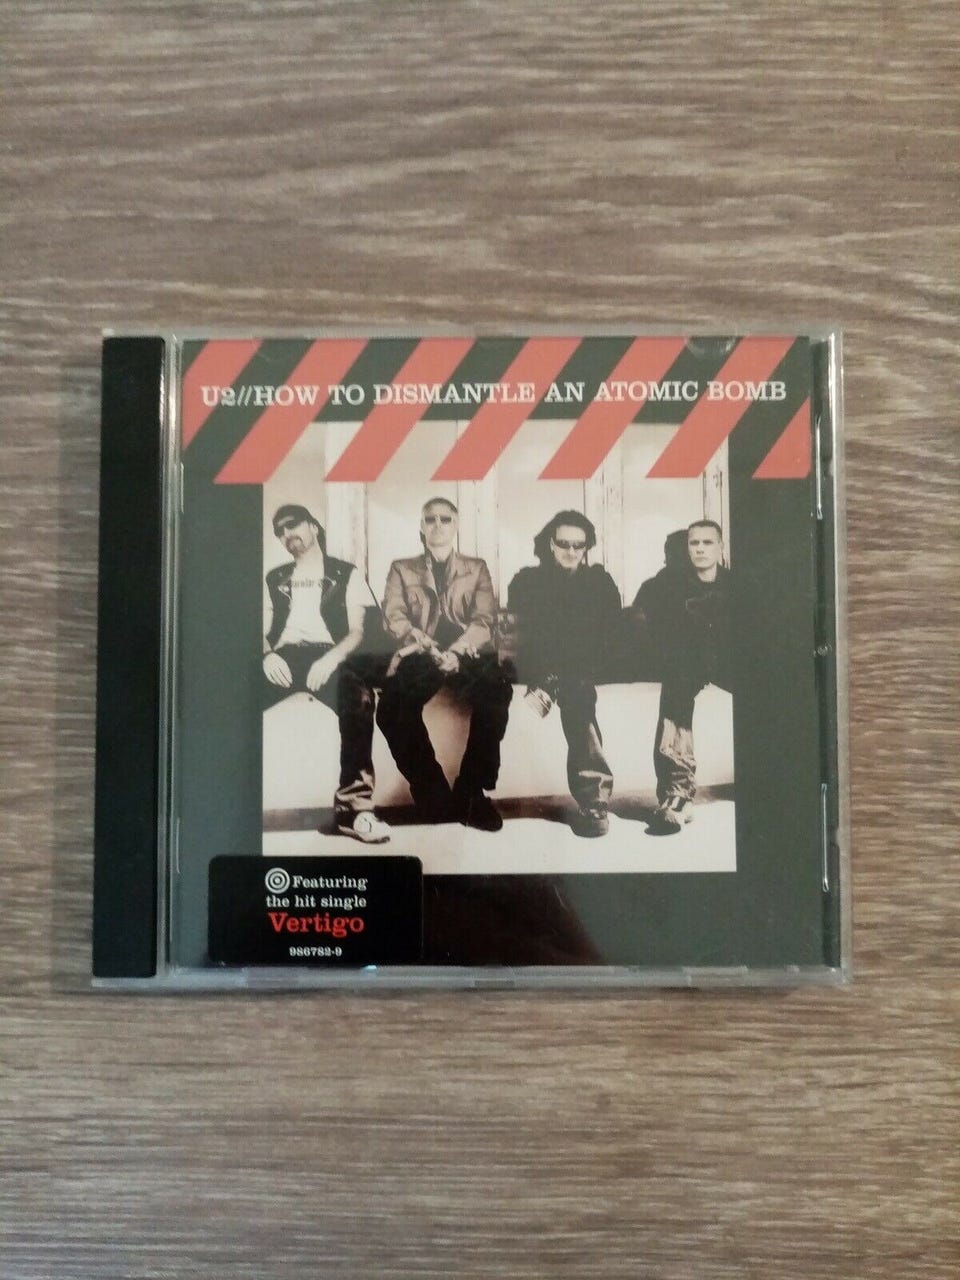 U2//HOW TO DISMANTLE AN ATOMIC BOMB
Featuring
the hit single
Vertigo
986782-9